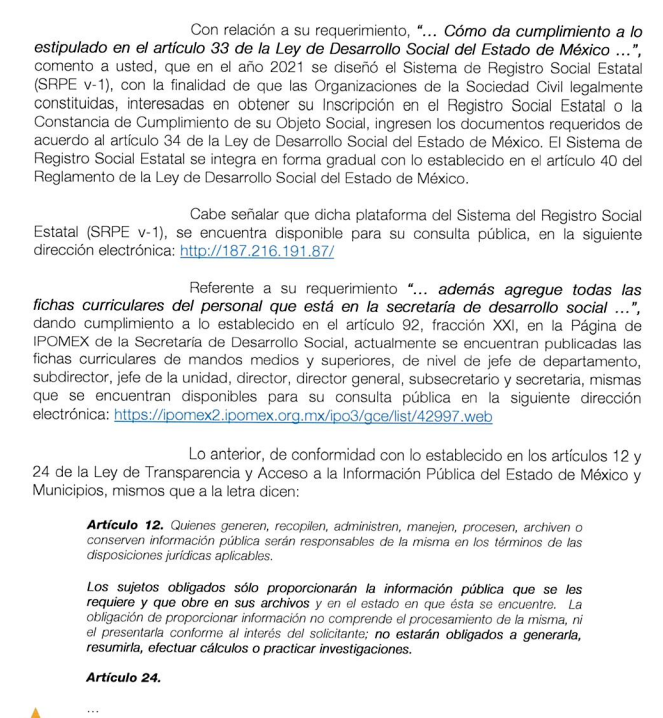 Con relación a su requerimiento, “... Cómo da cumplimiento a lo
estipulado en el artículo 33 de la Ley de Desarrollo Social del Estado de México ...”,
comento a usted, que en el año 2021 se diseñó el Sistema de Registro Social Estatal
(SRPE v-1), con la finalidad de que las Organizaciones de la Sociedad Civil legalmente
constituidas, interesadas en obtener su Inscripción en el Registro Social Estatal o la
Constancia de Cumplimiento de su Objeto Social, ingresen los documentos requeridos de
acuerdo al artículo 34 de la Ley de Desarrollo Social del Estado de México. El Sistema de
Registro Social Estatal se integra en forma gradual con lo establecido en el artículo 40 del
Reglamento de la Ley de Desarrollo Social del Estado de México.
Cabe señalar que dicha plataforma del Sistema del Registro Social
Estatal (SRPE v-1), se encuentra disponible para su consulta pública, en la siguiente
dirección electrónica: http://187.216.191.87/
Referente a su requerimiento “... además agregue todas las
fichas curriculares del personal que está en la secretaría de desarrollo social ...”,
dando cumplimiento a lo establecido en el artículo 92, fracción XXI, en la Página de
IPOMEX de la Secretaría de Desarrollo Social, actualmente se encuentran publicadas las
fichas curriculares de mandos medios y superiores, de nivel de jefe de departamento,
subdirector, jefe de la unidad, director, director general, subsecretario y secretaria, mismas
que se encuentran disponibles para su consulta pública en la siguiente dirección
electrónica: https://ipomex2.ipomex.org.mx/ipo3/gce/list/42997.web
Lo anterior, de conformidad con lo establecido en los artículos 12 y
24 de la Ley de Transparencia y Acceso a la Información Pública del Estado de México y
Municipios, mismos que a la letra dicen:
Artículo 12. Quienes generen, recopilen, administren, manejen, procesen, archiven o
conserven información pública serán responsables de la misma en los términos de las
disposiciones jurídicas aplicables.
Los sujetos obligados sólo proporcionarán la información pública que se les
requiere y que obre en sus archivos y en el estado en que ésta se encuentre. La
obligación de proporcionar información no comprende el procesamiento de la misma, ni
el presentarla conforme al interés del solicitante; no estarán obligados a generarla,
resumirla, efectuar cálculos o practicar investigaciones.
Artículo 24.
...